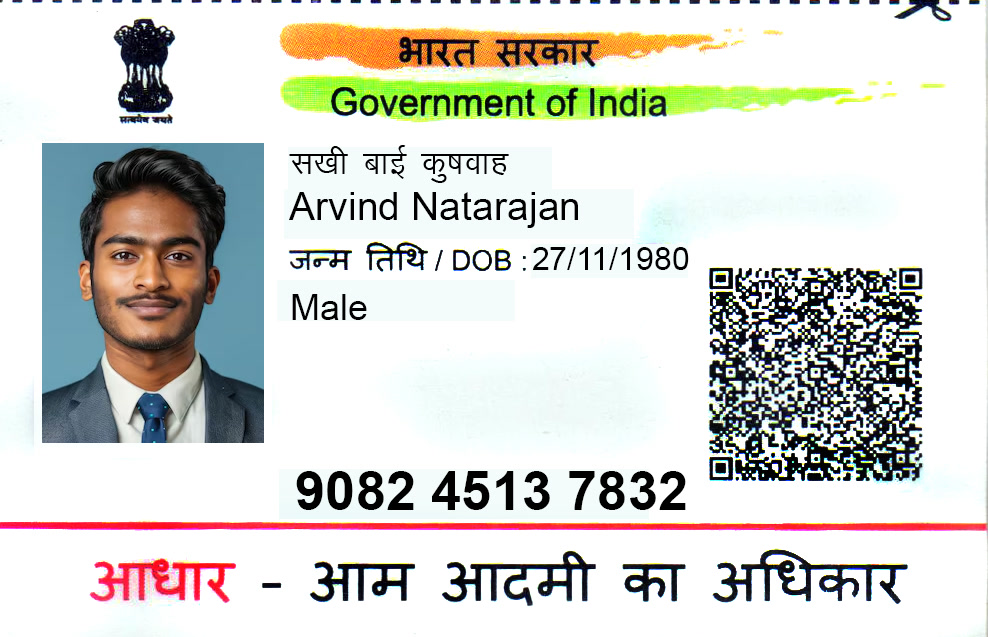 भारत सरकार
Government of India
सत्यमेव जयते
सखी बाई कुषवाह
Arvind Natarajan
जन्म तिथि / DOB : 27/11/1980
Male
9082 4513 7832
आधार - आम आदमी का अधिकार